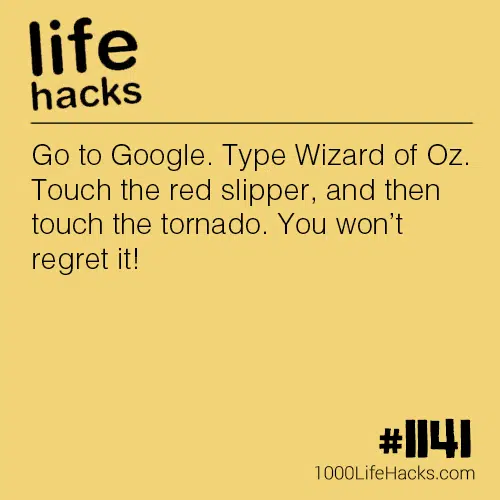 life
hacks
Go to Google. Type Wizard of Oz.
Touch the red slipper, and then
touch the tornado. You won’t
regret it!
#1141
1000LifeHacks.com